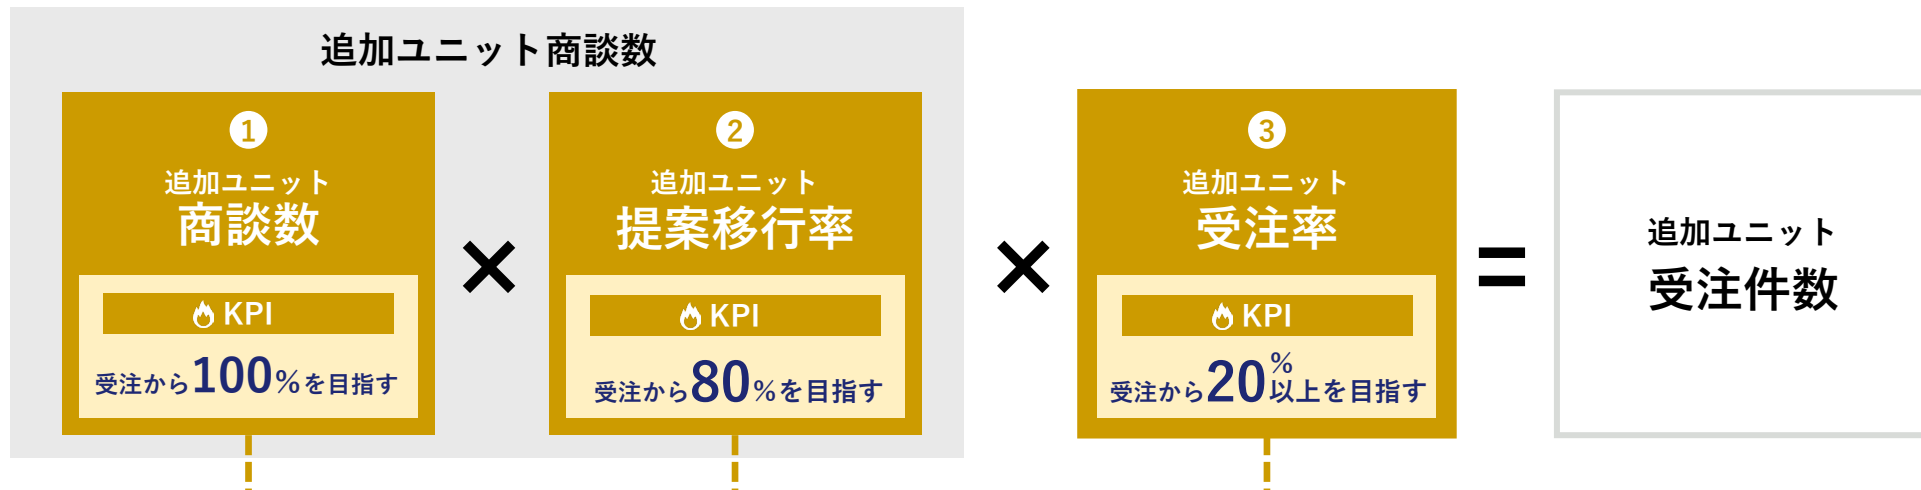 追加ユニット商談数
1
追加ユニット
商談数
KPI
受注から100%を目指す
×
2
追加ユニット
提案移行率
KPI
受注から80%を目指す
×
3
追加ユニット
受注率
KPI
受注から20%以上を目指す
=
追加ユニット
受注件数